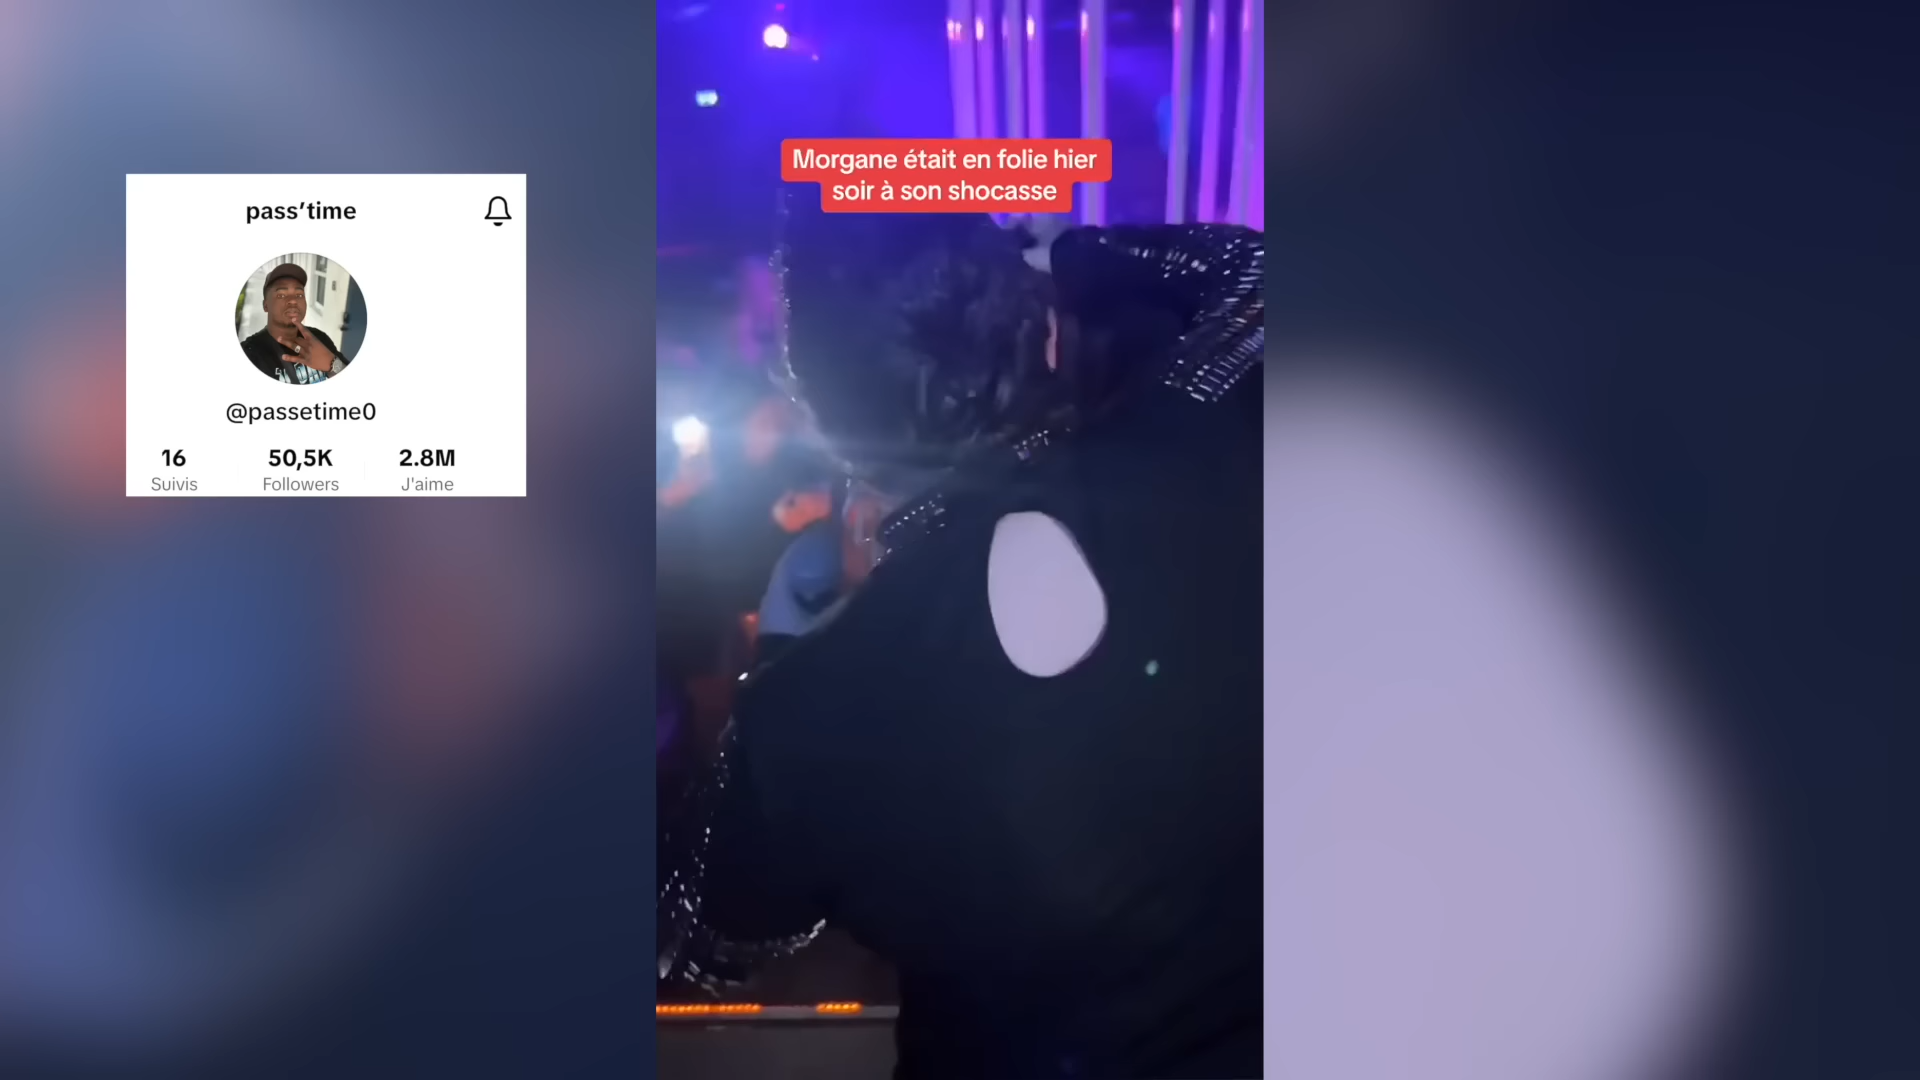 pass’time
@passetime0
16
50,5K
2.8M
Suivis
Followers
J'aime
Morgane était en folie hier
soir à son shocasse